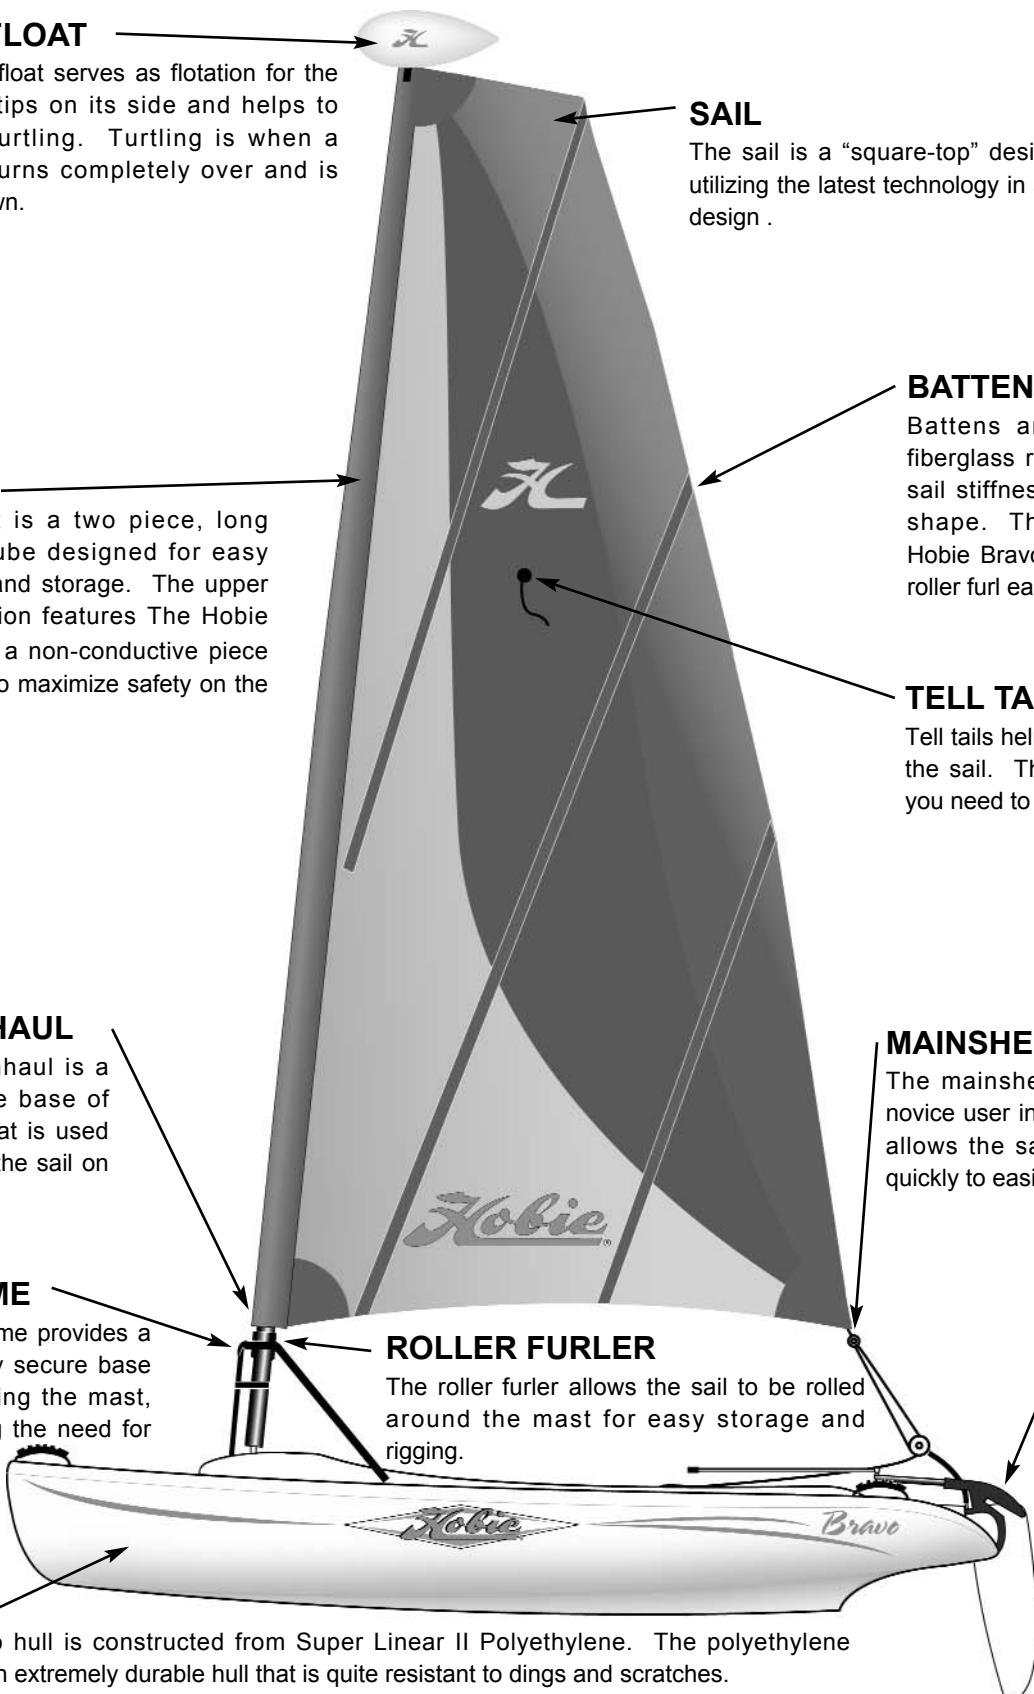 FLOAT
float serves as flotation for the
tips on its side and helps to
urtling. Turtling is when a
urns completely over and is
wn.
SAIL
The sail is a “square-top” desi
utilizing the latest technology in
design .
BATTEN
Battens a
fiberglass r
sail stiffnes
shape. Th
Hobie Bravo
roller furl ea
t is a two piece, long
ube designed for easy
and storage. The upper
ion features The Hobie
a non-conductive piece
o maximize safety on the
TELL TA
Tell tails hel
the sail. Th
you need to
HAUL
nhaul is a
e base of
at is used
the sail on
MAINSHE
The mainshe
novice user in
allows the sa
quickly to easi
Hobie®
ME
me provides a
y secure base
ing the mast,
g the need for
ROLLER FURLER
The roller furler allows the sail to be rolled
around the mast for easy storage and
rigging.
Hobie
Bravo
o hull is constructed from Super Linear II Polyethylene. The polyethylene
n extremely durable hull that is quite resistant to dings and scratches.